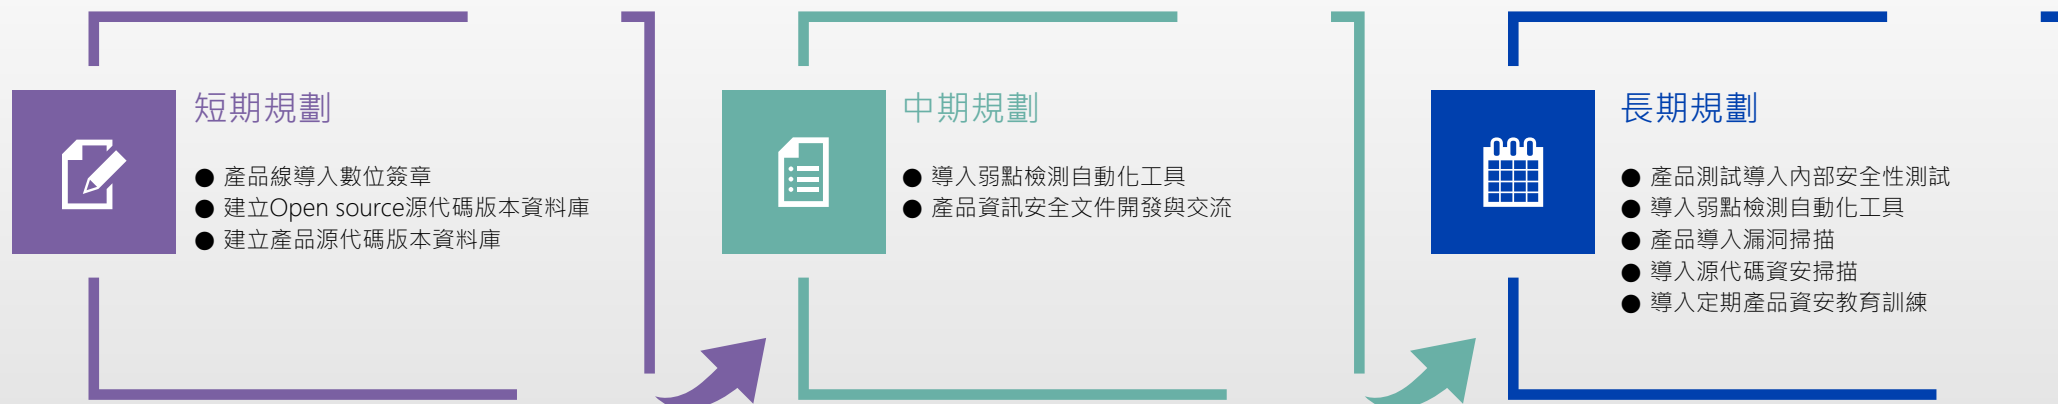 短期規劃
● 產品線導入數位簽章
● 建立Open source源代碼版本資料庫
● 建立產品源代碼版本資料庫
中期規劃
● 導入弱點檢測自動化工具
● 產品資訊安全文件開發與交流
長期規劃
● 產品測試導入內部安全性測試
● 導入弱點檢測自動化工具
● 產品導入漏洞掃描
● 導入源代碼資安掃描
● 導入定期產品資安教育訓練